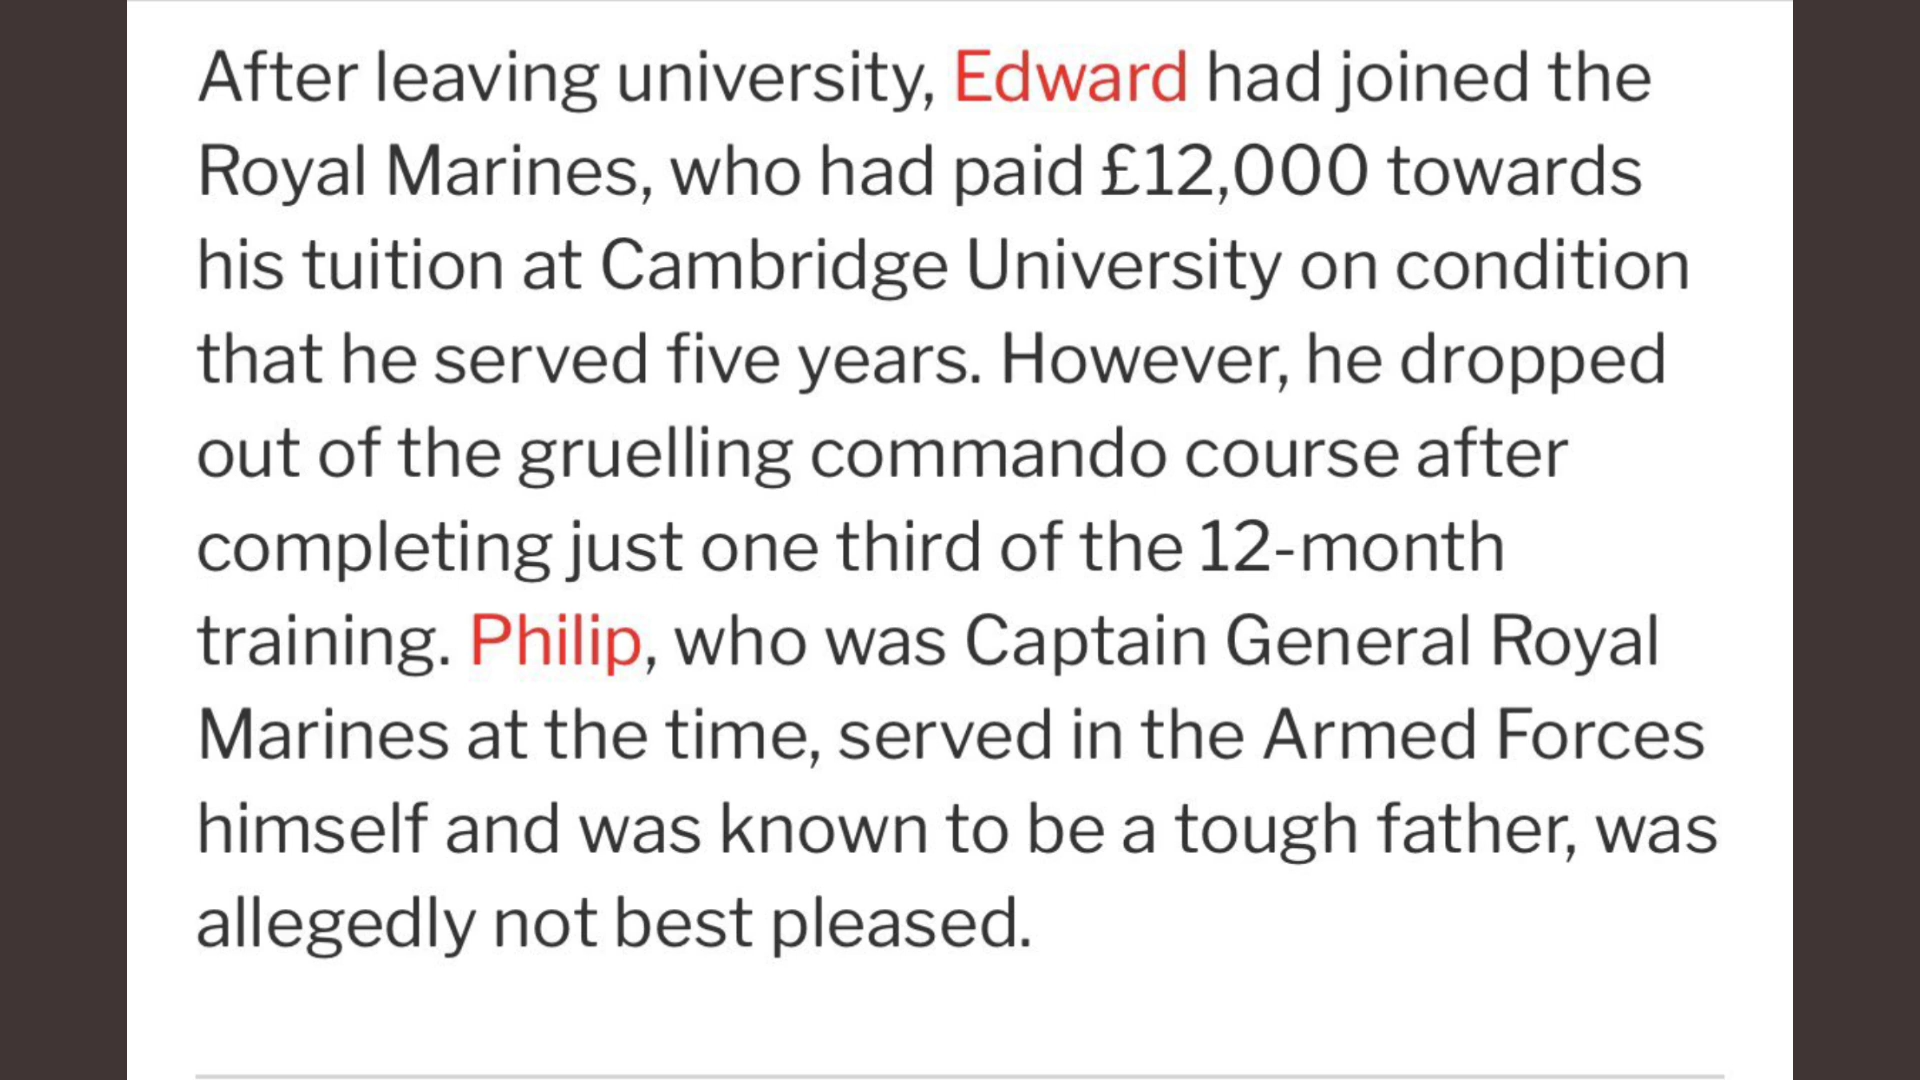 After leaving university, Edward had joined the
Royal Marines, who had paid £12,000 towards
his tuition at Cambridge University on condition
that he served five years. However, he dropped
out of the gruelling commando course after
completing just one third of the 12-month
training. Philip, who was Captain General Royal
Marines at the time, served in the Armed Forces
himself and was known to be a tough father, was
allegedly not best pleased.